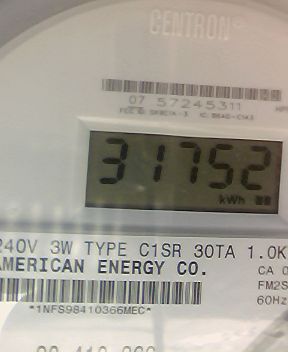 CENTRON®
07 57245311
31752
kWh
240V 3W TYPE C1SR 30TA 1.0K
AMERICAN ENERGY CO.
CA 0
FM2S
60Hz
*1NFS98410366MEC*